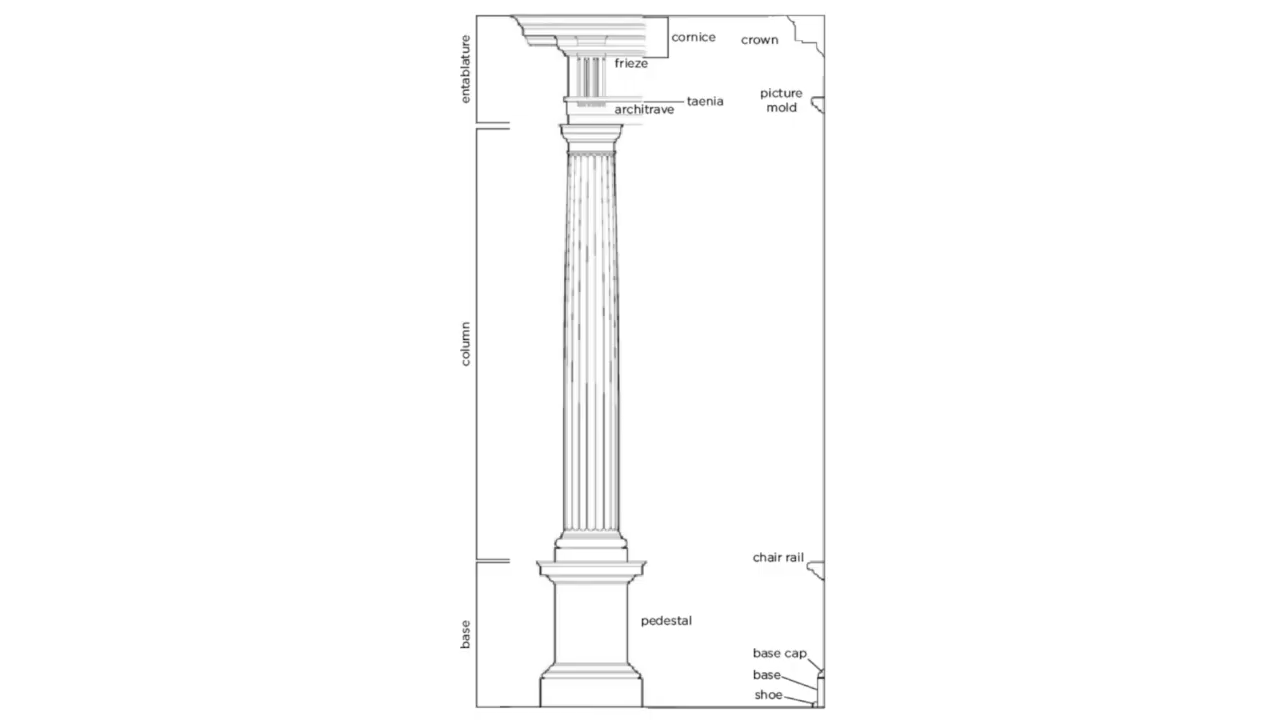 entablature
cornice
crown
frieze
picture
mold
taenia
architrave
column
chair rail
base
pedestal
base cap
base
shoe